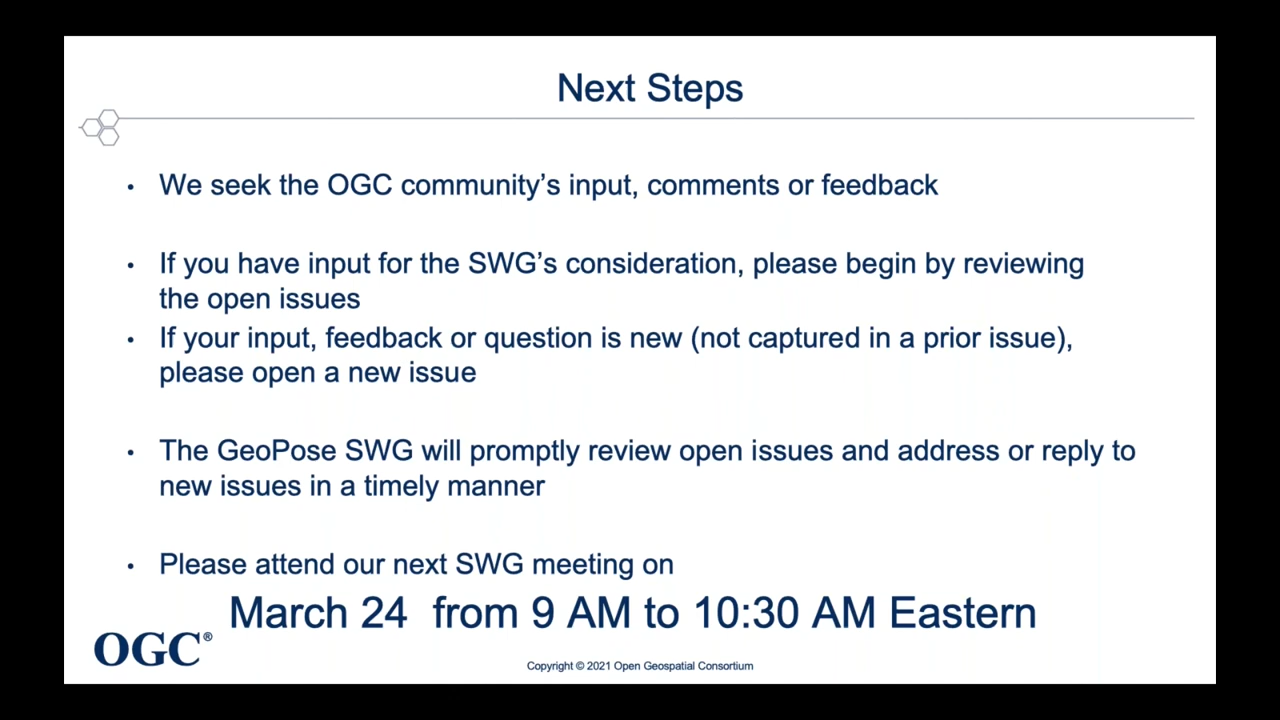 Next Steps
• We seek the OGC community's input, comments or feedback
• If you have input for the SWG's consideration, please begin by reviewing
the open issues
• If your input, feedback or question is new (not captured in a prior issue),
please open a new issue
• The GeoPose SWG will promptly review open issues and address or reply to
new issues in a timely manner
• Please attend our next SWG meeting on
March 24 from 9 AM to 10:30 AM Eastern
OGC®
Copyright © 2021 Open Geospatial Consortium